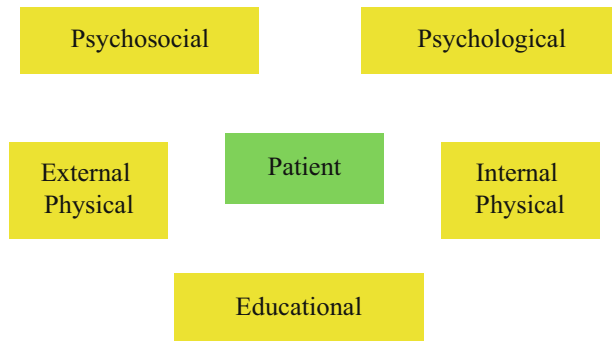 Psychosocial
Psychological
External
Physical
Patient
Internal
Physical
Educational